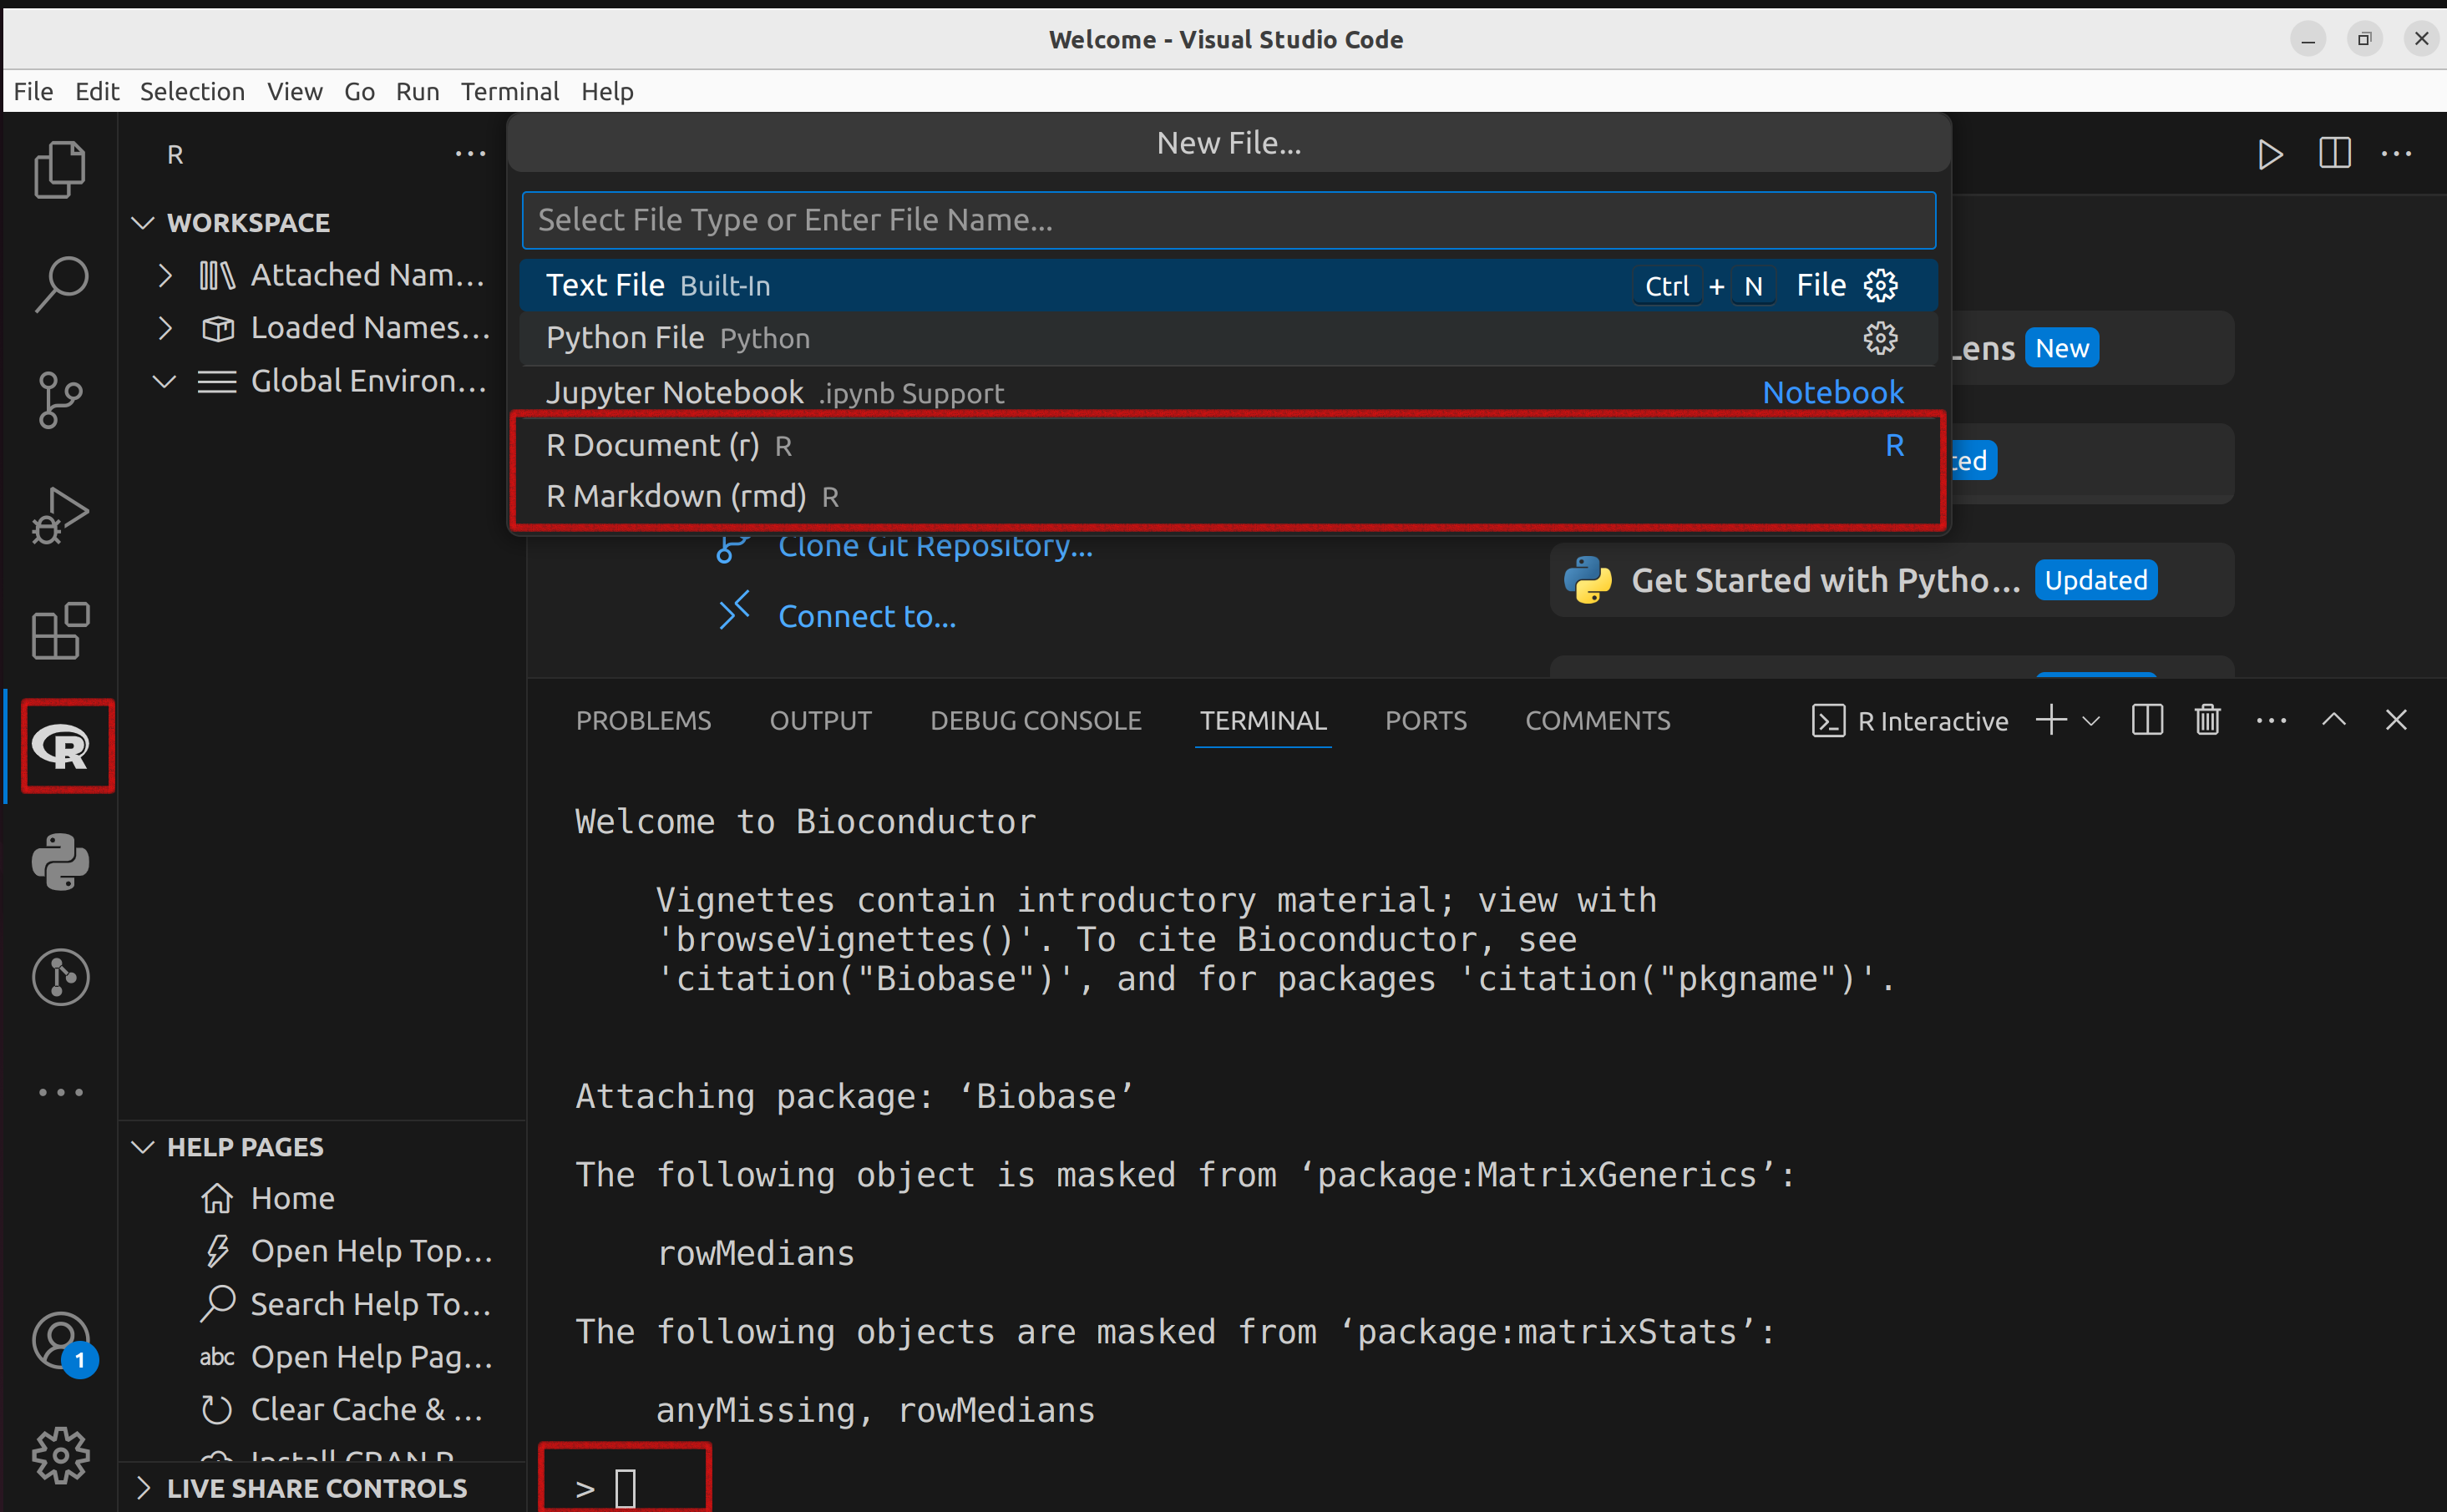 Welcome - Visual Studio Code
File Edit Selection View Go Run Terminal Help
R
WORKSPACE
Attached Nam...
Loaded Names...
Global Environ...
New File...
Select File Type or Enter File Name...
Text File Built-In Ctrl + N File
Python File Python
Jupyter Notebook .ipynb Support Notebook
R Document (r) R R
R Markdown (rmd) R
Lens New
Clone Git Repository...
Connect to...
Get Started with Pytho... Updated
PROBLEMS OUTPUT DEBUG CONSOLE TERMINAL PORTS COMMENTS R Interactive
R
Welcome to Bioconductor
Vignettes contain introductory material; view with
'browseVignettes()'. To cite Bioconductor, see
'citation("Biobase")', and for packages 'citation("pkgname")'.
Attaching package: ‘Biobase’
The following object is masked from ‘package:MatrixGenerics’:
rowMedians
The following objects are masked from ‘package:matrixStats’:
anyMissing, rowMedians
>
HELP PAGES
Home
Open Help Top...
Search Help To...
abc Open Help Pag...
Clear Cache & ...
Install CRAN P
LIVE SHARE CONTROLS
1